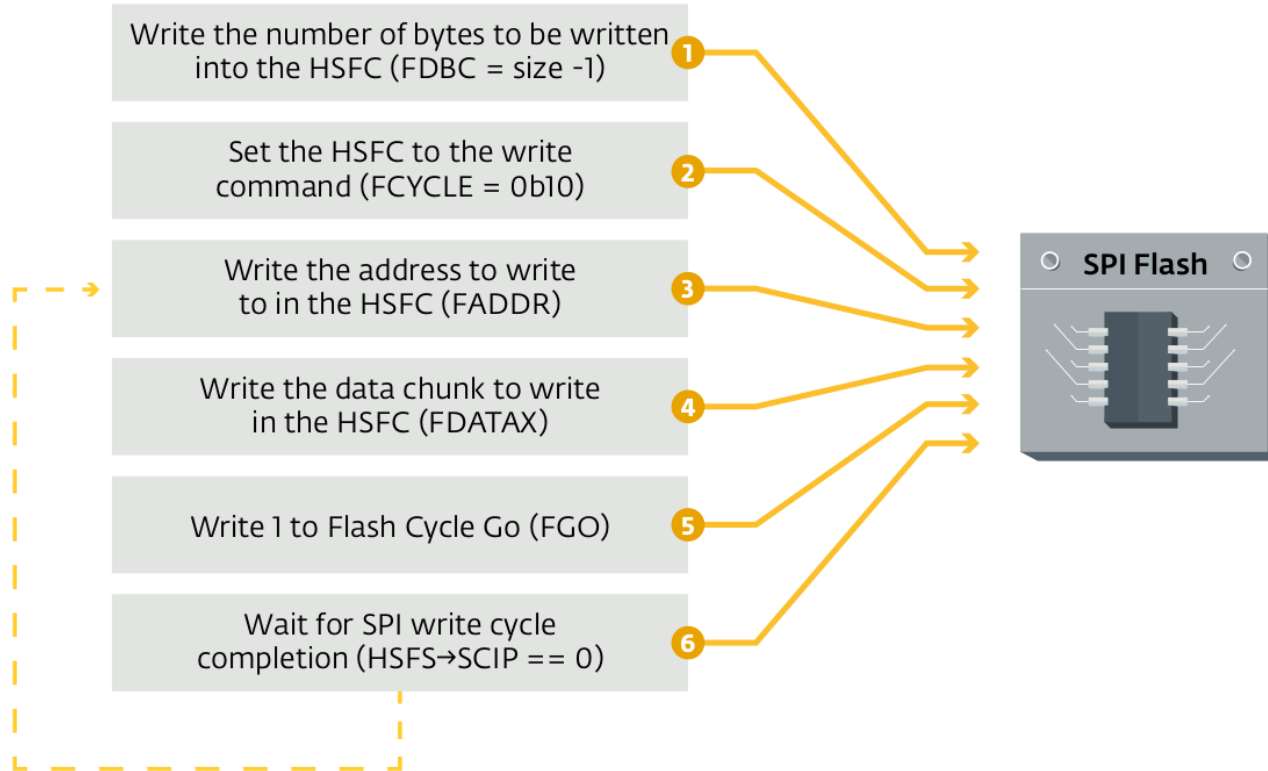 Write the number of bytes to be written
into the HSFC (FDBC = size -1)
1
Set the HSFC to the write
command (FCYCLE = 0b10)
2
Write the address to write
to in the HSFC (FADDR)
3
Write the data chunk to write
in the HSFC (FDATAX)
4
Write 1 to Flash Cycle Go (FGO)
5
Wait for SPI write cycle
completion (HSFS→SCIP == 0)
6
SPI Flash